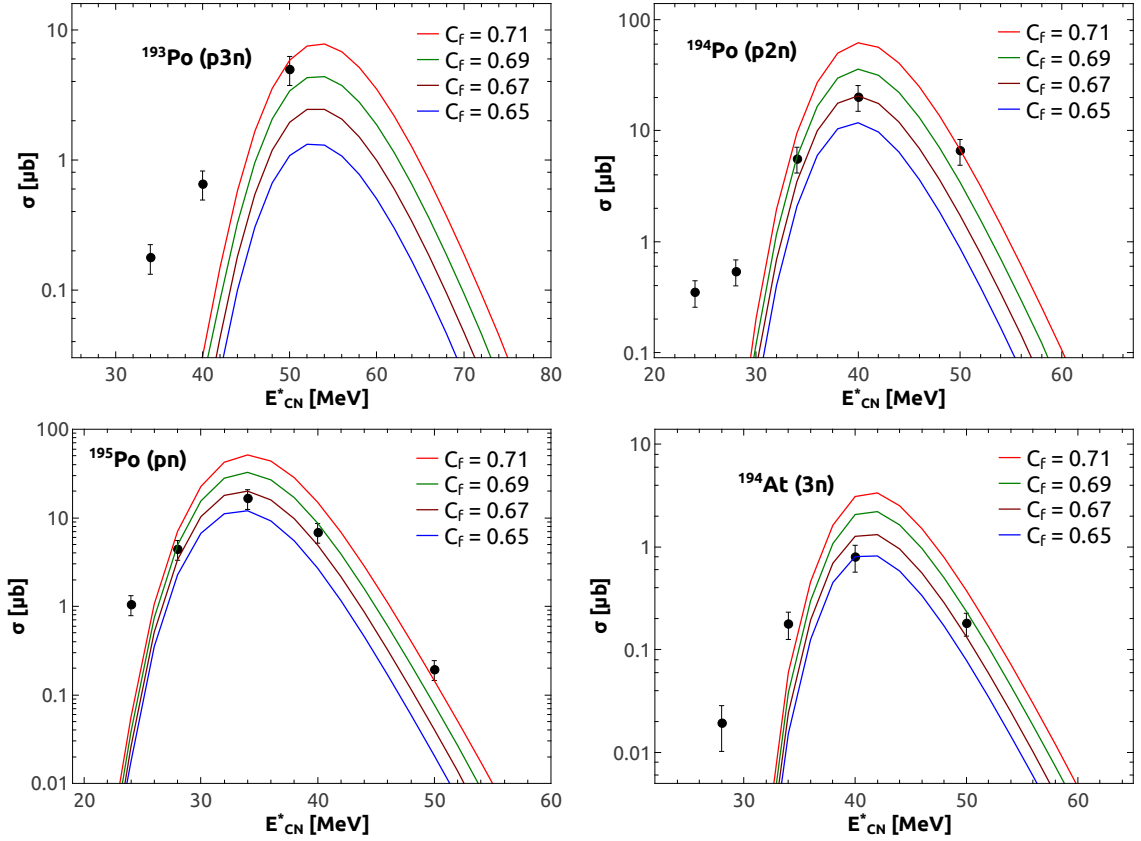 ¹⁹³Po (p3n)
C_f = 0.71
C_f = 0.69
C_f = 0.67
C_f = 0.65
10
1
0.1
σ [μb]
30 40 50 60 70 80
E*_CN [MeV]
¹⁹⁴Po (p2n)
C_f = 0.71
C_f = 0.69
C_f = 0.67
C_f = 0.65
100
10
1
0.1
σ [μb]
20 30 40 50 60
E*_CN [MeV]
¹⁹⁵Po (pn)
C_f = 0.71
C_f = 0.69
C_f = 0.67
C_f = 0.65
100
10
1
0.1
0.01
σ [μb]
20 30 40 50 60
E*_CN [MeV]
¹⁹⁴At (3n)
C_f = 0.71
C_f = 0.69
C_f = 0.67
C_f = 0.65
10
1
0.1
0.01
σ [μb]
30 40 50 60
E*_CN [MeV]